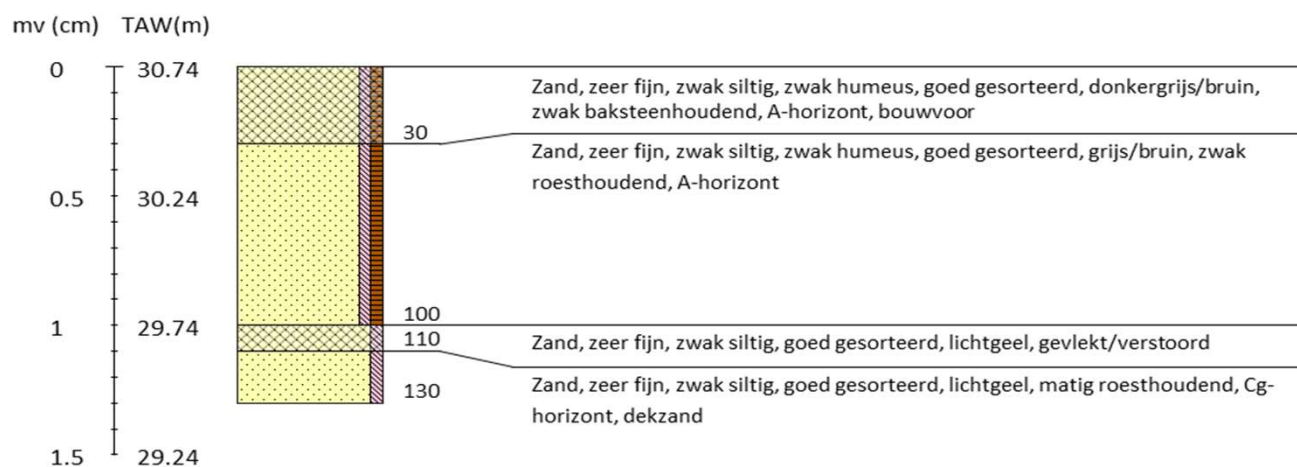 mv (cm) TAW(m)
0 30.74
Zand, zeer fijn, zwak siltig, zwak humeus, goed gesorteerd, donkergrijs/bruin,
zwak baksteenhoudend, A-horizont, bouwvoor
30
Zand, zeer fijn, zwak siltig, zwak humeus, goed gesorteerd, grijs/bruin, zwak
roesthoudend, A-horizont
0.5 30.24
100
1 29.74
110
Zand, zeer fijn, zwak siltig, goed gesorteerd, lichtgeel, gevlekt/verstoord
130
Zand, zeer fijn, zwak siltig, goed gesorteerd, lichtgeel, matig roesthoudend, Cg-
horizont, dekzand
1.5 29.24